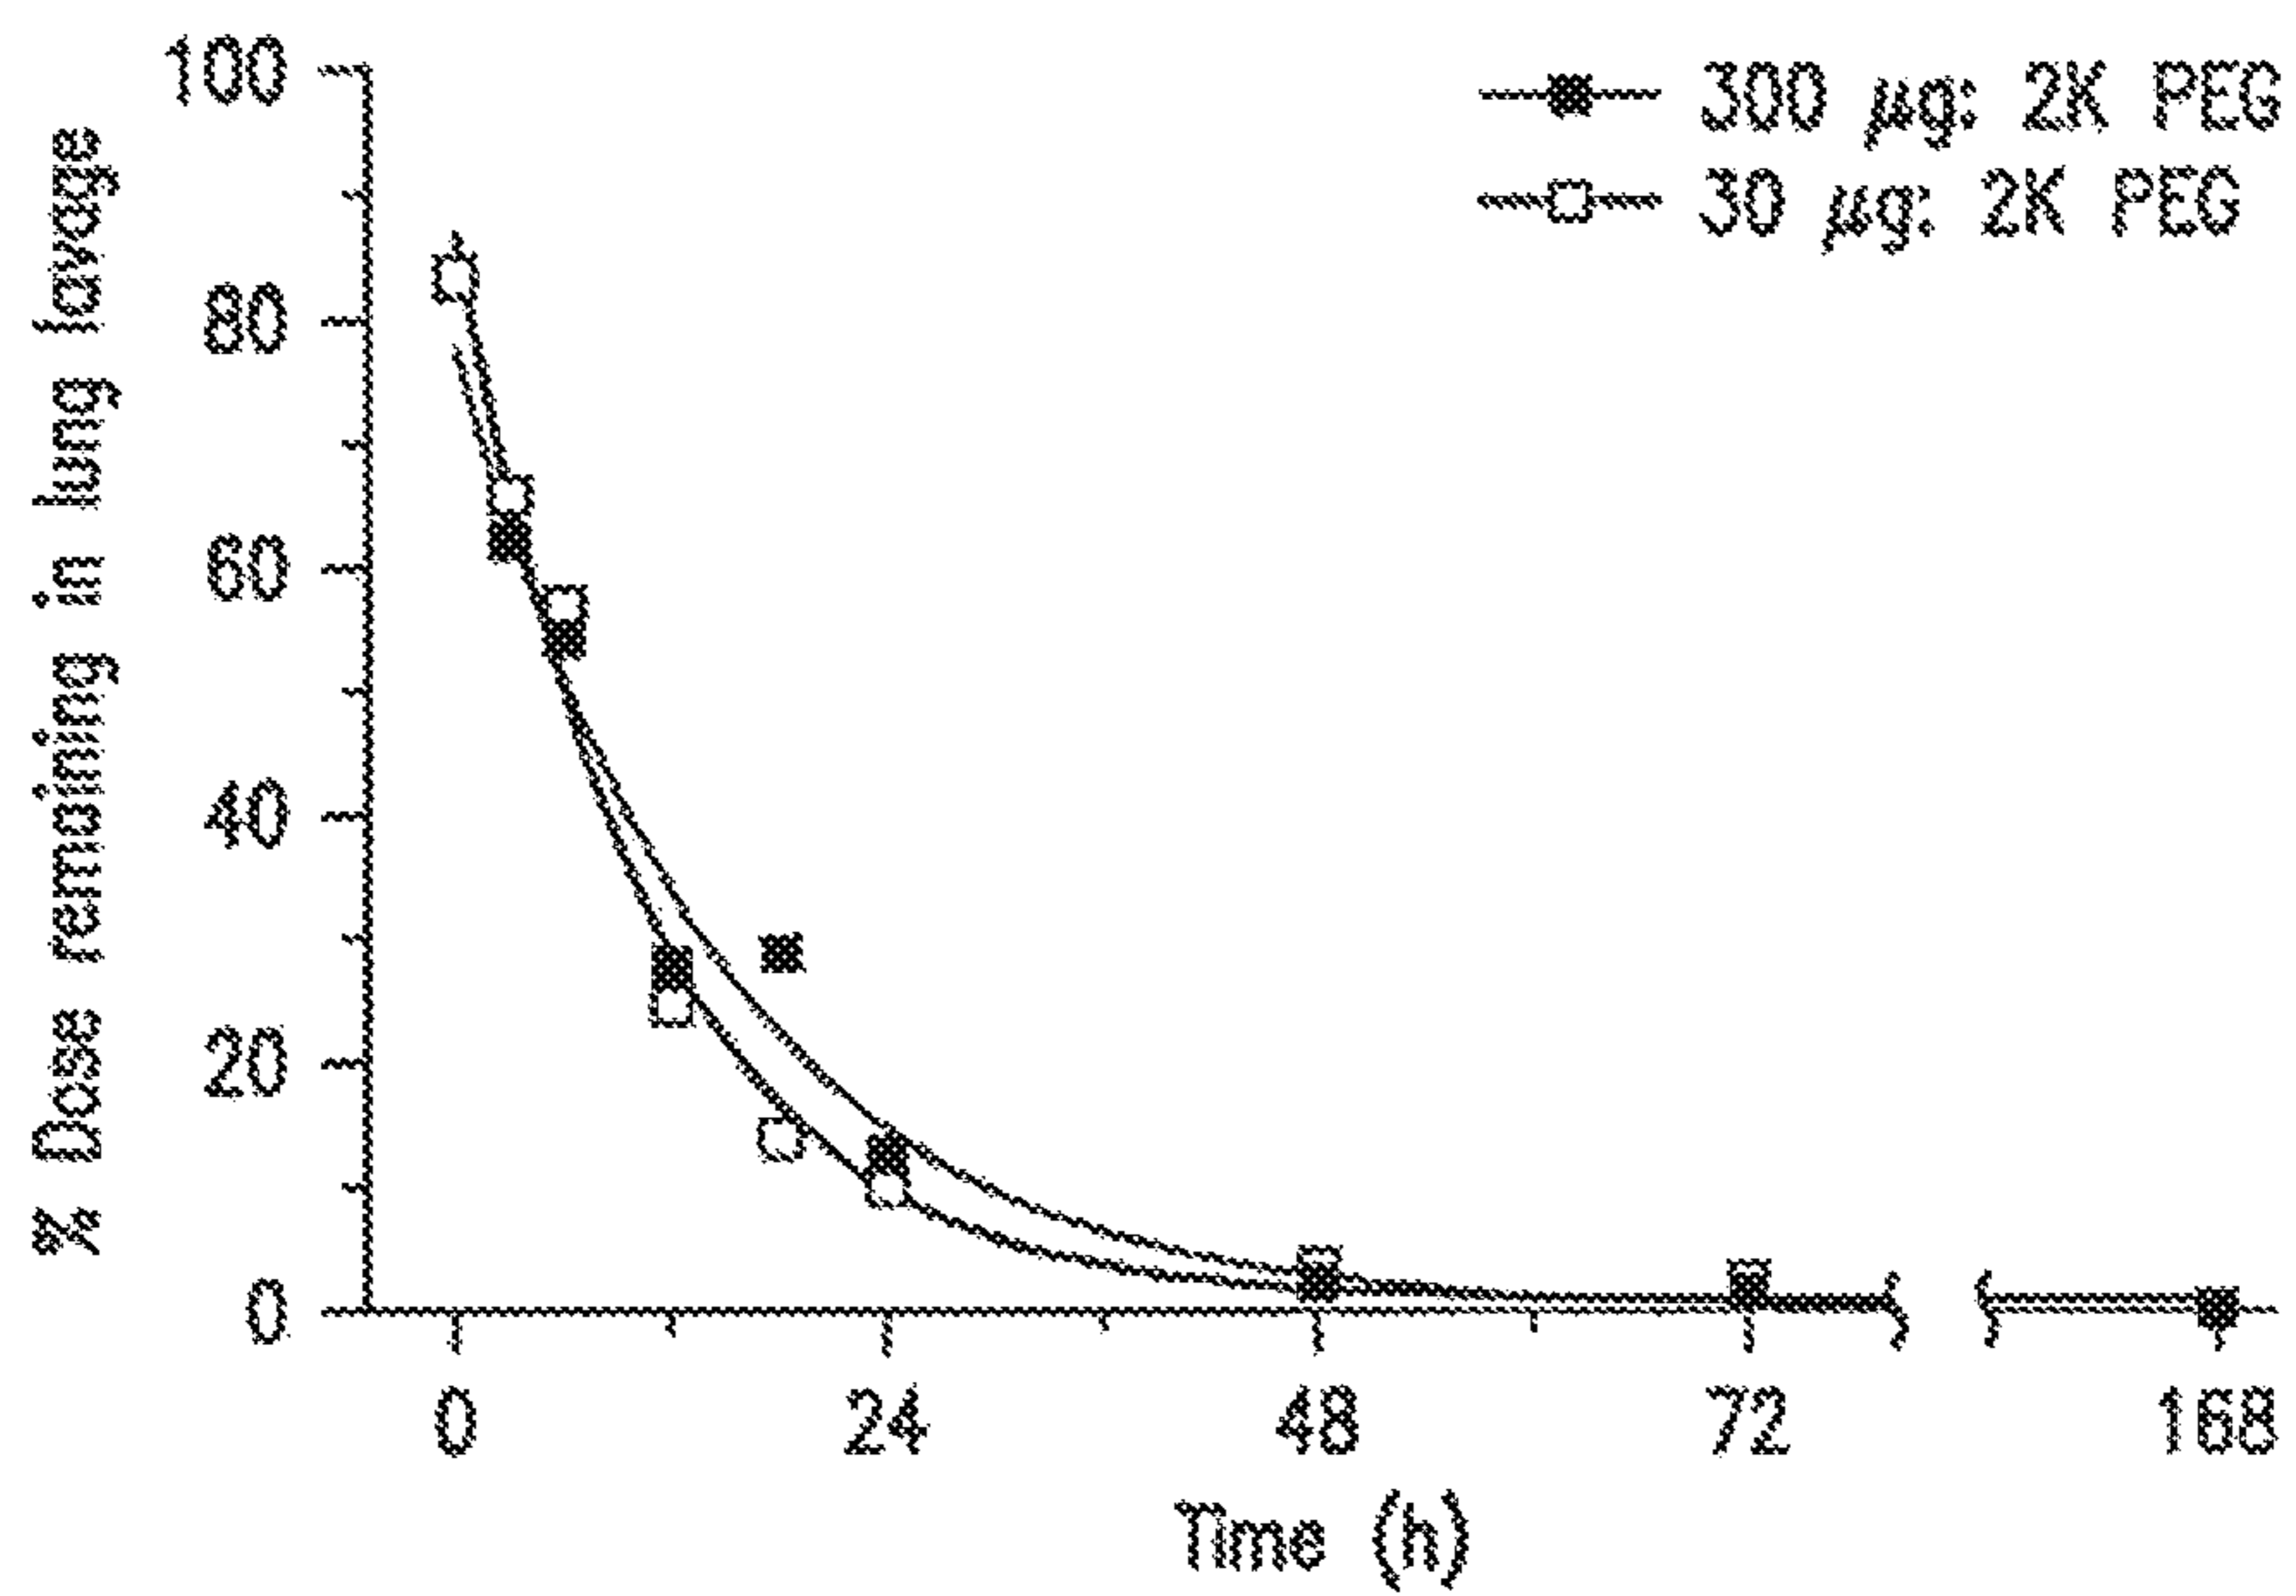 % Dose remaining in lung lavage
100
80
60
40
20
0
300 µg: 2K PEG
30 µg: 2K PEG
0 24 48 72 168
Time (h)